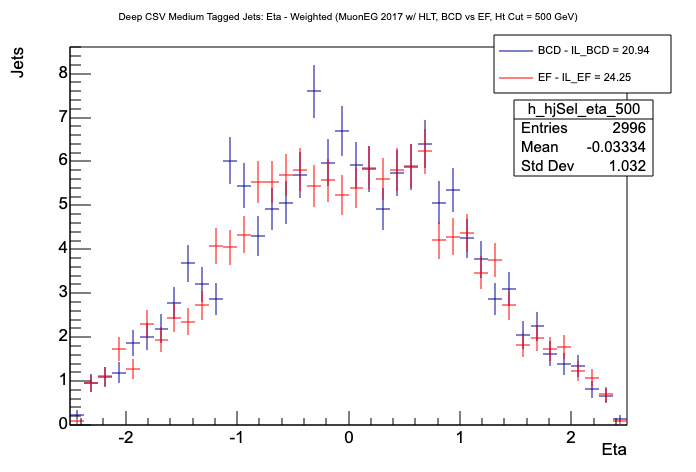 Deep CSV Medium Tagged Jets: Eta - Weighted (MuonEG 2017 w/ HLT, BCD vs EF, Ht Cut = 500 GeV)
Jets
BCD - IL_BCD = 20.94
EF - IL_EF = 24.25
h_hjSel_eta_500
Entries 2996
Mean -0.03334
Std Dev 1.032
8
7
6
5
4
3
2
1
0
-2 -1 0 1 2
Eta